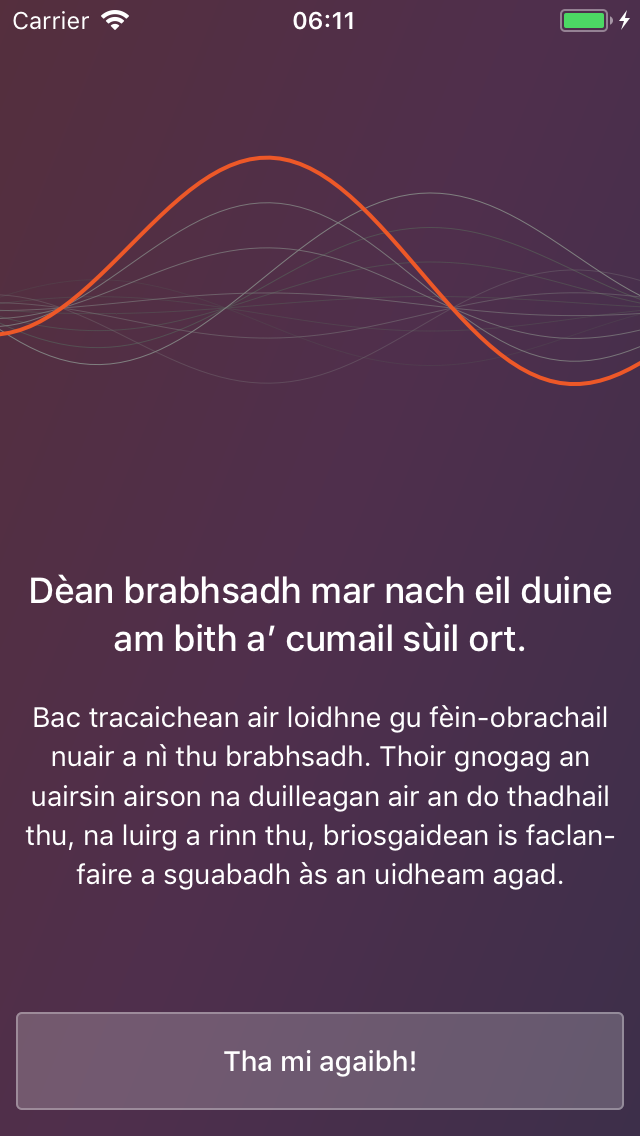 Carrier 06:11
Dèan brabhsadh mar nach eil duine
am bith a’ cumail sùil ort.
Bac tracaichean air loidhne gu fèin-obrachail
nuair a nì thu brabhsadh. Thoir gnogag an
uairsin airson na duilleagan air an do thadhail
thu, na luirg a rinn thu, briosgaidean is faclan-
faire a sguabadh às an uidheam agad.
Tha mi agaibh!